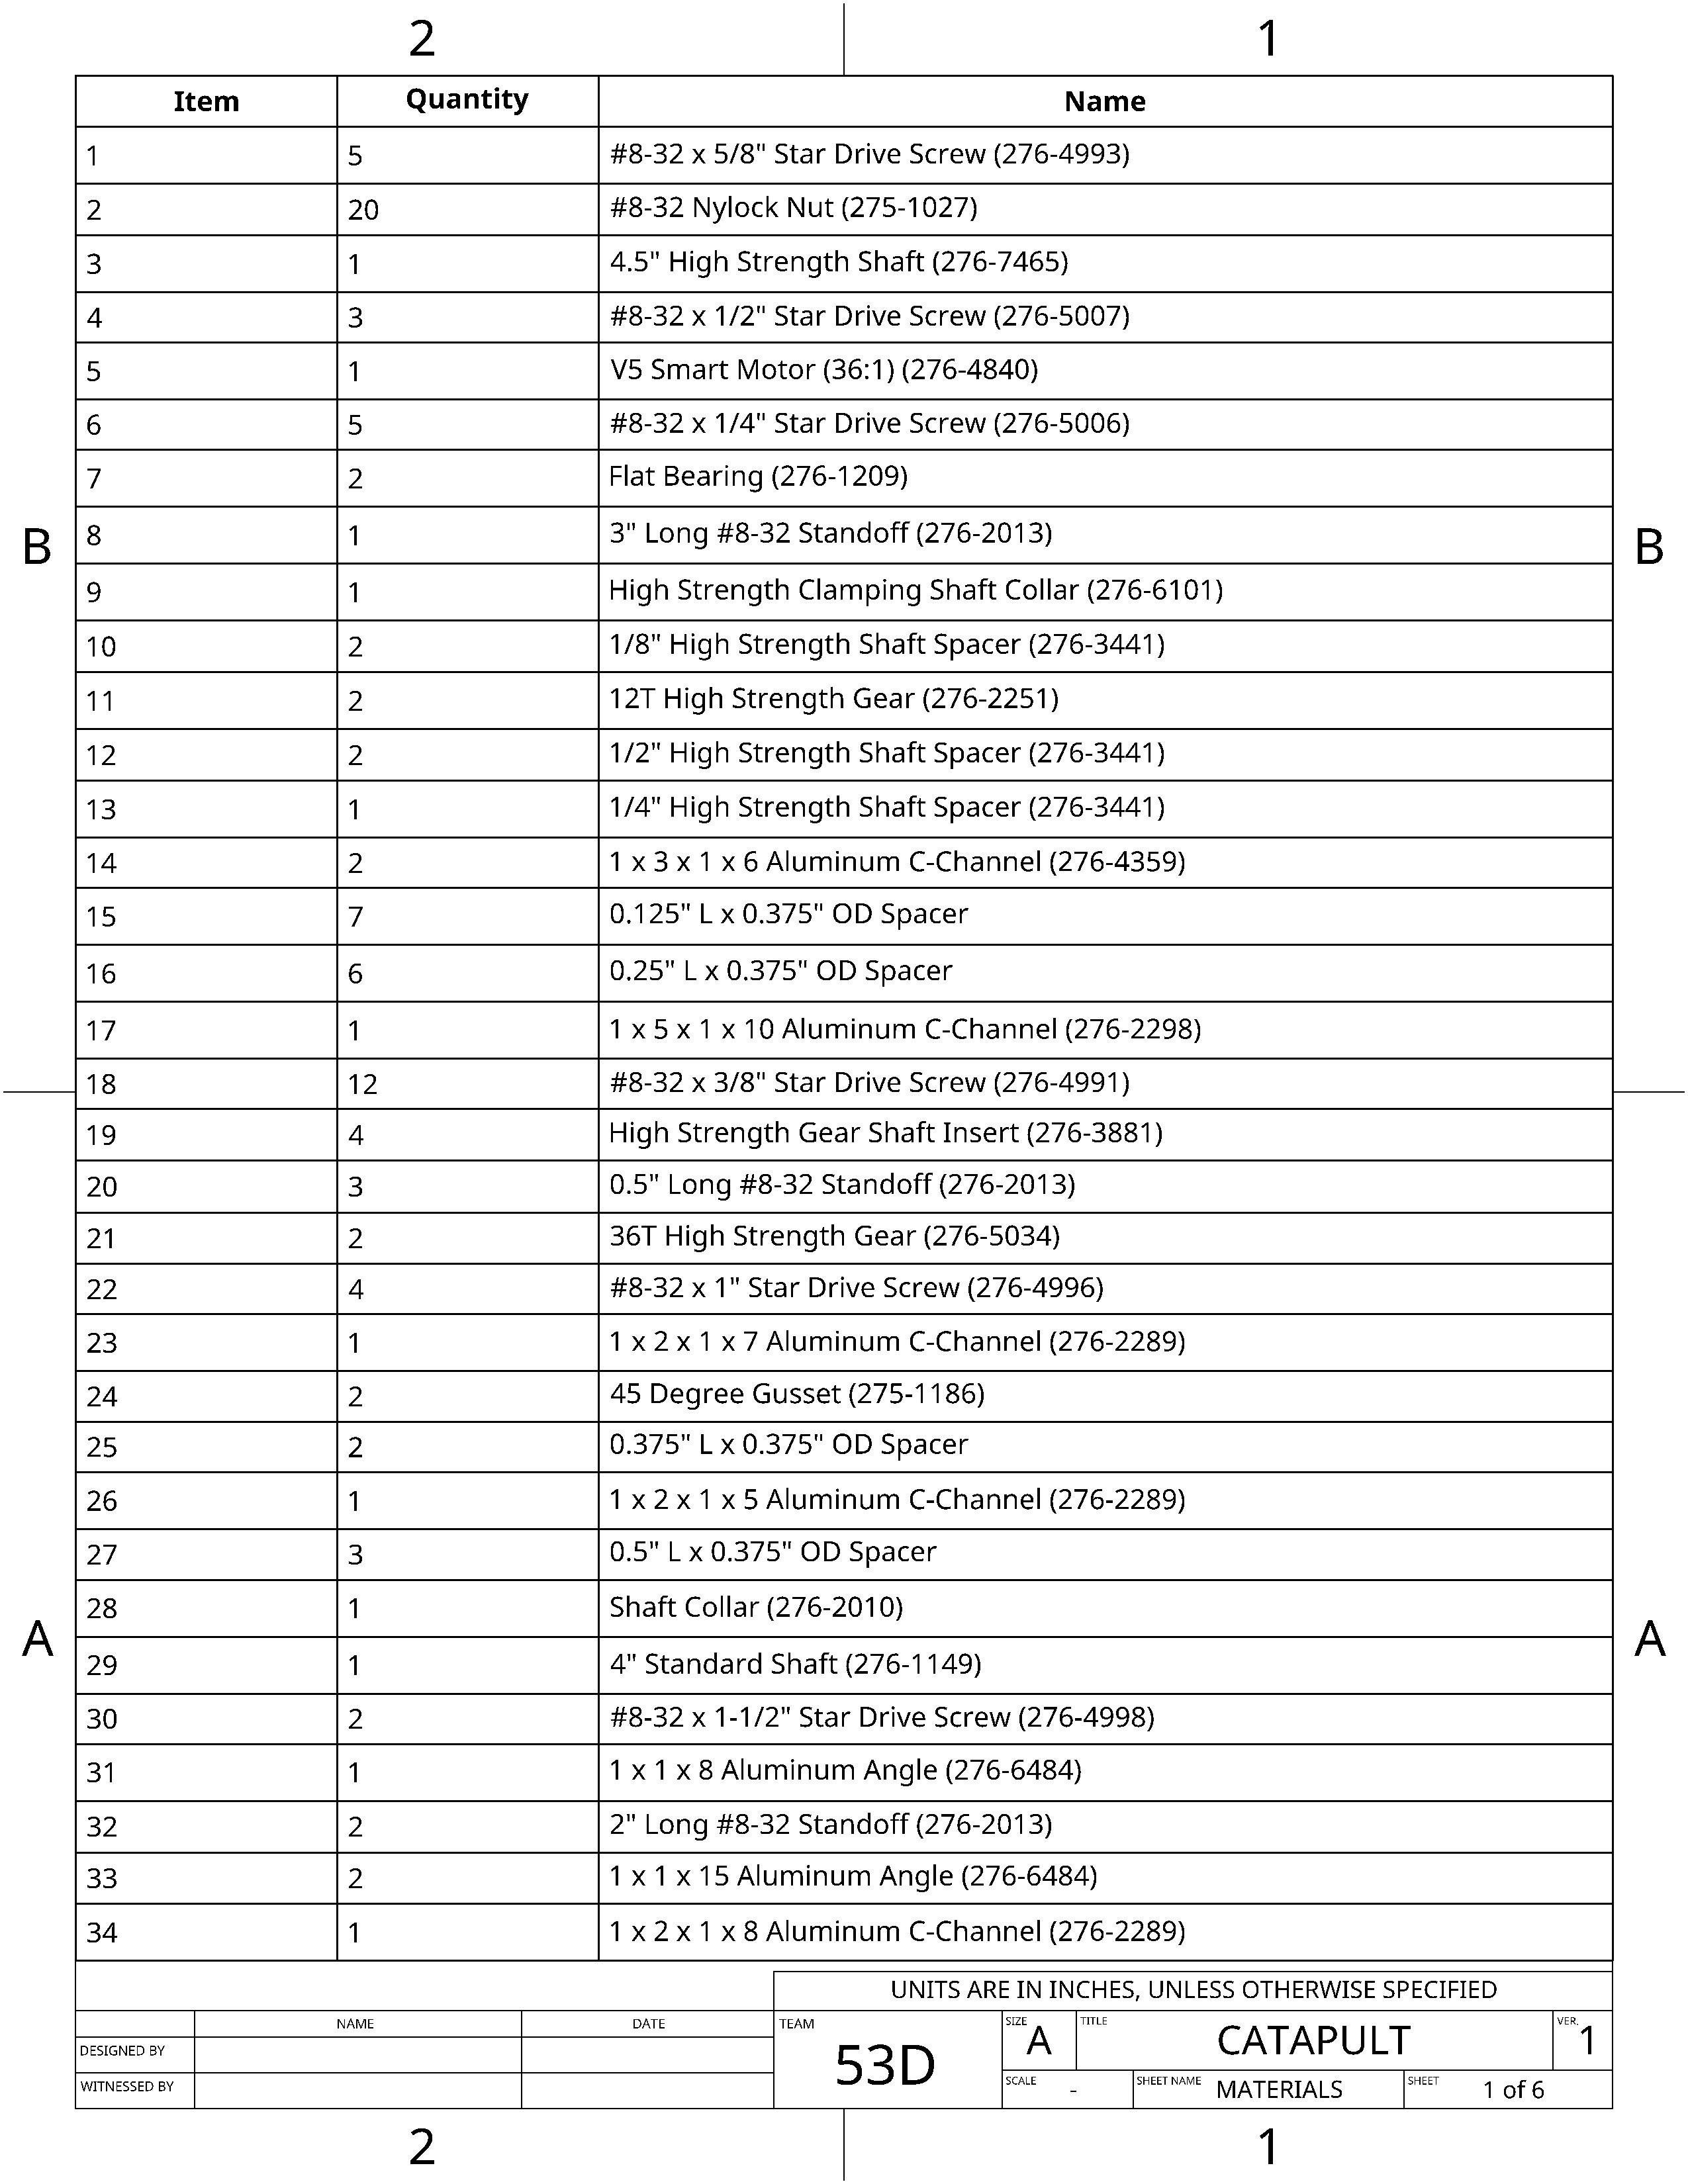 2 1
Item Quantity Name
1 5 #8-32 x 5/8" Star Drive Screw (276-4993)
2 20 #8-32 Nylock Nut (275-1027)
3 1 4.5" High Strength Shaft (276-7465)
4 3 #8-32 x 1/2" Star Drive Screw (276-5007)
5 1 V5 Smart Motor (36:1) (276-4840)
6 5 #8-32 x 1/4" Star Drive Screw (276-5006)
7 2 Flat Bearing (276-1209)
B 8 1 3" Long #8-32 Standoff (276-2013) B
9 1 High Strength Clamping Shaft Collar (276-6101)
10 2 1/8" High Strength Shaft Spacer (276-3441)
11 2 12T High Strength Gear (276-2251)
12 2 1/2" High Strength Shaft Spacer (276-3441)
13 1 1/4" High Strength Shaft Spacer (276-3441)
14 2 1 x 3 x 1 x 6 Aluminum C-Channel (276-4359)
15 7 0.125" L x 0.375" OD Spacer
16 6 0.25" L x 0.375" OD Spacer
17 1 1 x 5 x 1 x 10 Aluminum C-Channel (276-2298)
18 12 #8-32 x 3/8" Star Drive Screw (276-4991)
19 4 High Strength Gear Shaft Insert (276-3881)
20 3 0.5" Long #8-32 Standoff (276-2013)
21 2 36T High Strength Gear (276-5034)
22 4 #8-32 x 1" Star Drive Screw (276-4996)
23 1 1 x 2 x 1 x 7 Aluminum C-Channel (276-2289)
24 2 45 Degree Gusset (275-1186)
25 2 0.375" L x 0.375" OD Spacer
26 1 1 x 2 x 1 x 5 Aluminum C-Channel (276-2289)
27 3 0.5" L x 0.375" OD Spacer
28 1 Shaft Collar (276-2010)
A 29 1 4" Standard Shaft (276-1149) A
30 2 #8-32 x 1-1/2" Star Drive Screw (276-4998)
31 1 1 x 1 x 8 Aluminum Angle (276-6484)
32 2 2" Long #8-32 Standoff (276-2013)
33 2 1 x 1 x 15 Aluminum Angle (276-6484)
34 1 1 x 2 x 1 x 8 Aluminum C-Channel (276-2289)
UNITS ARE IN INCHES, UNLESS OTHERWISE SPECIFIED
NAME DATE
DESIGNED BY
WITNESSED BY
TEAM 53D
SIZE A TITLE CATAPULT VER. 1
SCALE - SHEET NAME MATERIALS SHEET 1 of 6
2 1